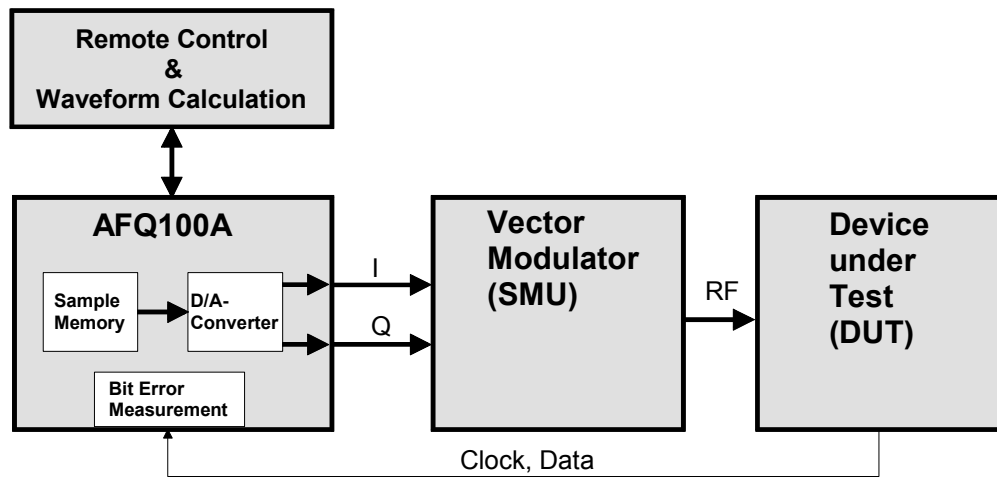 Remote Control
&
Waveform Calculation
AFQ100A
Sample
Memory
D/A-
Converter
Bit Error
Measurement
I
Q
Vector
Modulator
(SMU)
RF
Device
under
Test
(DUT)
Clock, Data